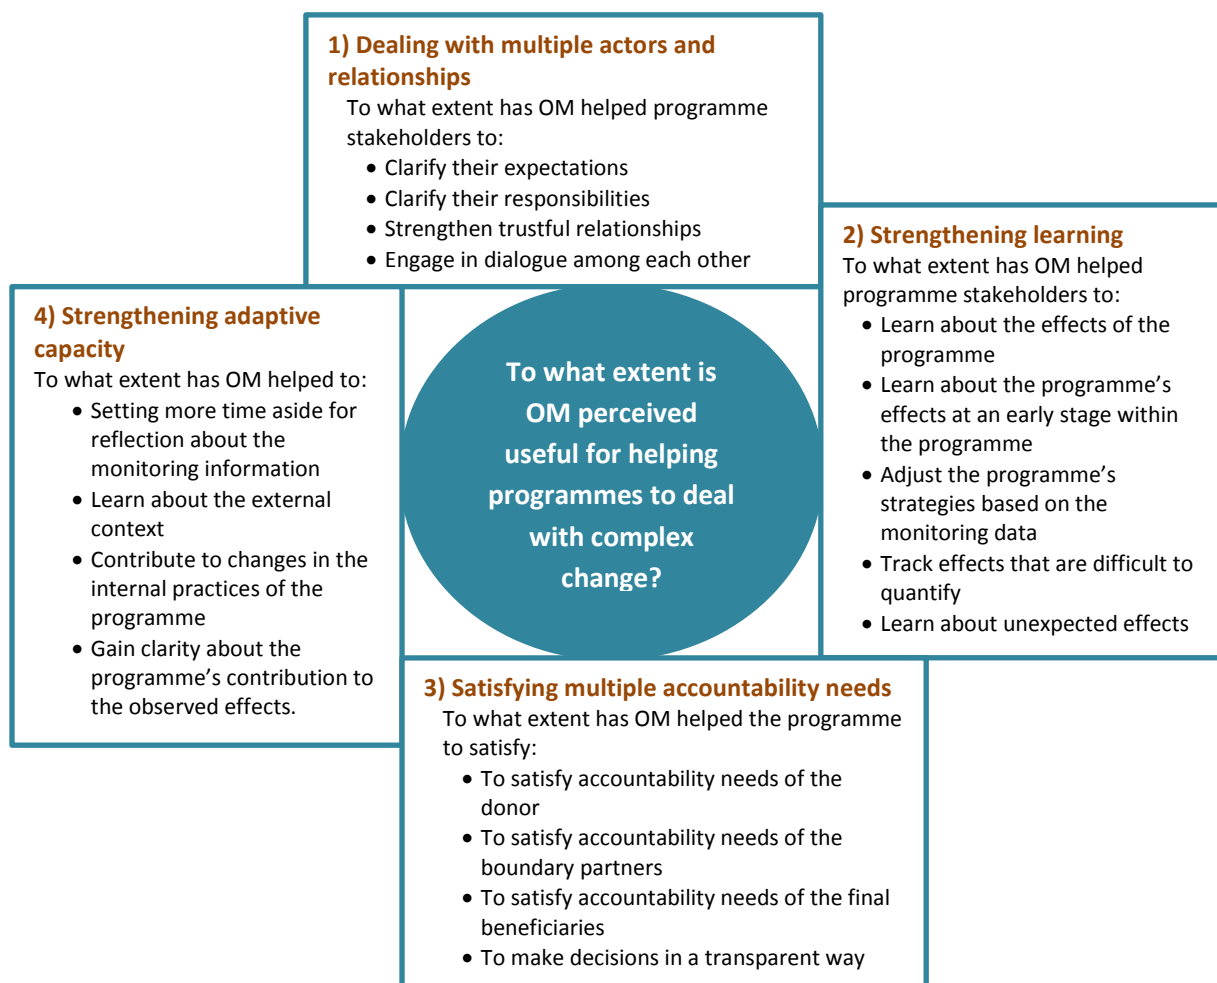 1) Dealing with multiple actors and
relationships
To what extent has OM helped programme
stakeholders to:
• Clarify their expectations
• Clarify their responsibilities
• Strengthen trustful relationships
• Engage in dialogue among each other
2) Strengthening learning
To what extent has OM helped
programme stakeholders to:
• Learn about the effects of the
programme
• Learn about the programme’s
effects at an early stage within
the programme
• Adjust the programme’s
strategies based on the
monitoring data
• Track effects that are difficult to
quantify
• Learn about unexpected effects
4) Strengthening adaptive
capacity
To what extent has OM helped to:
• Setting more time aside for
reflection about the
monitoring information
• Learn about the external
context
• Contribute to changes in the
internal practices of the
programme
• Gain clarity about the
programme’s contribution to
the observed effects.
To what extent is
OM perceived
useful for helping
programmes to deal
with complex
change?
3) Satisfying multiple accountability needs
To what extent has OM helped the programme
to satisfy:
• To satisfy accountability needs of the
donor
• To satisfy accountability needs of the
boundary partners
• To satisfy accountability needs of the final
beneficiaries
• To make decisions in a transparent way